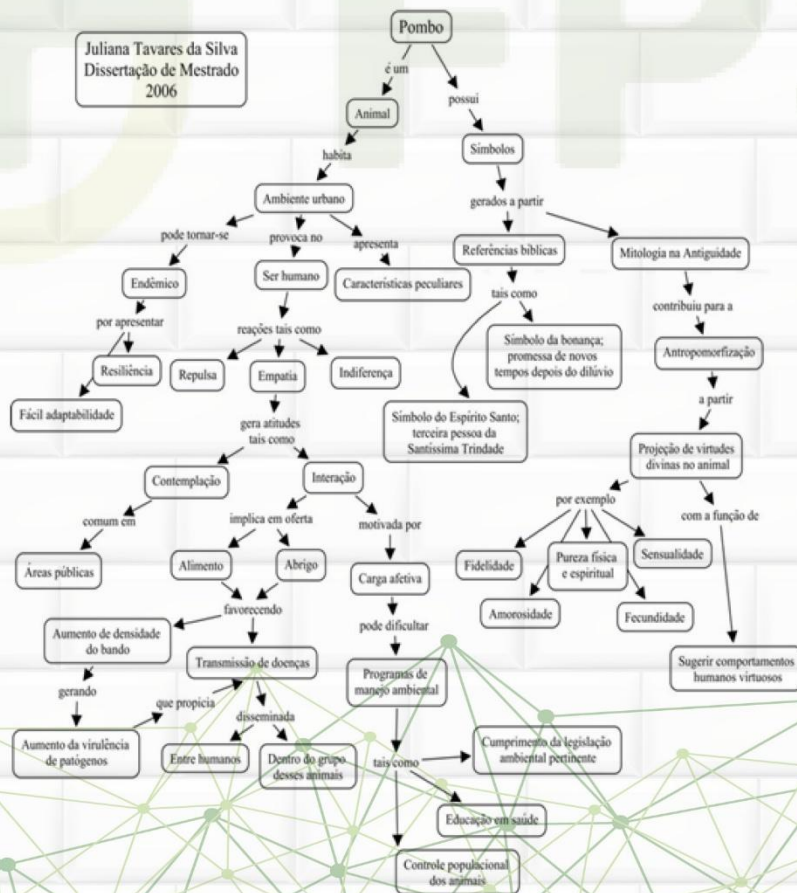 Juliana Tavares da Silva
Dissertação de Mestrado
2006
Pombo
é um
possui
Animal
Símbolos
habita
gerados a partir
Ambiente urbano
pode tornar-se
provoca no
apresenta
Referências bíblicas
Mitologia na Antiguidade
Endêmico
Ser humano
Características peculiares
tais como
contribuiu para a
por apresentar
reações tais como
Símbolo da bonança;
promessa de novos
tempos depois do dilúvio
Antropomorfização
Resiliência
Repulsa
Empatia
Indiferença
a partir
Fácil adaptabilidade
Símbolo do Espírito Santo;
terceira pessoa da
Santíssima Trindade
gera atitudes
tais como
Projeção de virtudes
divinas no animal
Contemplação
Interação
por exemplo
com a função de
comum em
implica em oferta
motivada por
Áreas públicas
Alimento
Abrigo
Carga afetiva
Fidelidade
Pureza física
e espiritual
Sensualidade
favorecendo
Amorosidade
Fecundidade
pode dificultar
Aumento de densidade
do bando
Transmissão de doenças
Programas de
manejo ambiental
Sugerir comportamentos
humanos virtuosos
gerando
que propicia
disseminada
Aumento da virulência
de patógenos
Entre humanos
Dentro do grupo
desses animais
tais como
Cumprimento da legislação
ambiental pertinente
Educação em saúde
Controle populacional
dos animais